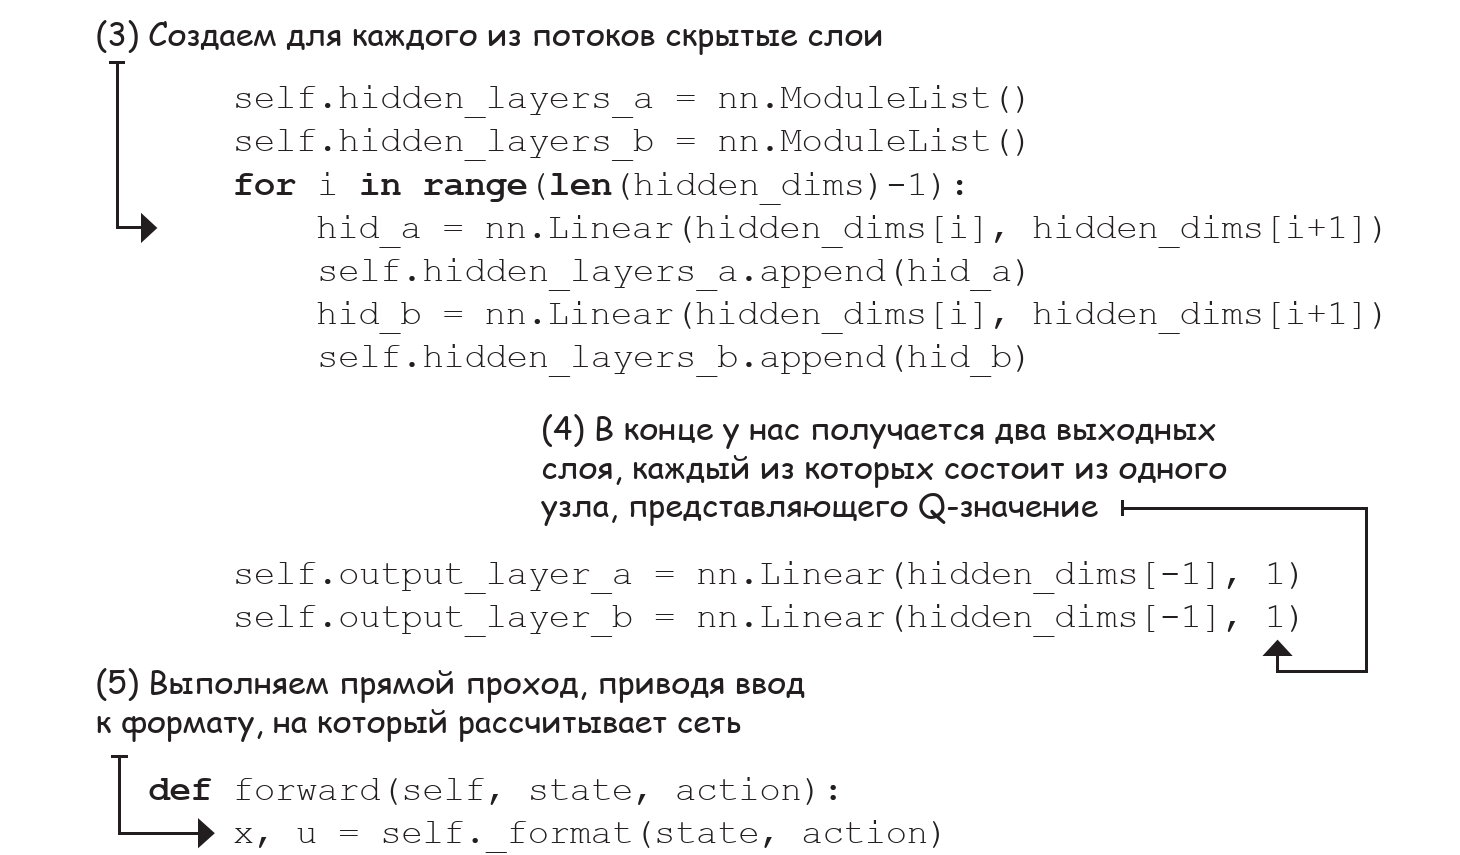 (3) Создаем для каждого из потоков скрытые слои
self.hidden_layers_a = nn.ModuleList()
self.hidden_layers_b = nn.ModuleList()
for i in range(len(hidden_dims)-1):
    hid_a = nn.Linear(hidden_dims[i], hidden_dims[i+1])
    self.hidden_layers_a.append(hid_a)
    hid_b = nn.Linear(hidden_dims[i], hidden_dims[i+1])
    self.hidden_layers_b.append(hid_b)
(4) В конце у нас получается два выходных
слоя, каждый из которых состоит из одного
узла, представляющего Q-значение
self.output_layer_a = nn.Linear(hidden_dims[-1], 1)
self.output_layer_b = nn.Linear(hidden_dims[-1], 1)
(5) Выполняем прямой проход, приводя ввод
к формату, на который рассчитывает сеть
def forward(self, state, action):
    x, u = self._format(state, action)